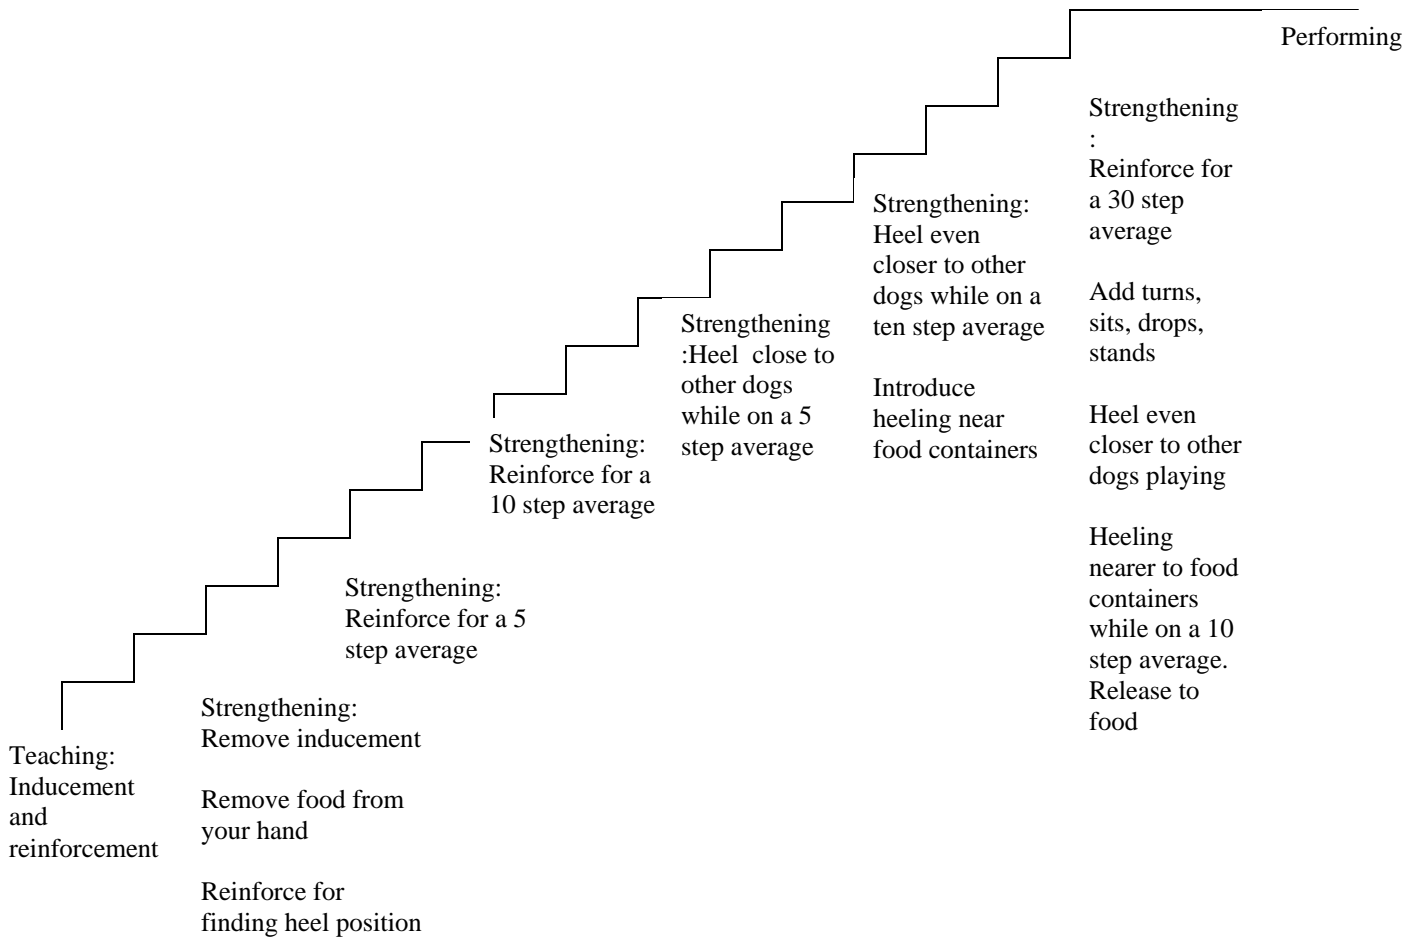 Teaching:
Inducement
and
reinforcement
Strengthening:
Remove inducement
Remove food from
your hand
Reinforce for
finding heel position
Strengthening:
Reinforce for a 5
step average
Strengthening:
Reinforce for a
10 step average
Strengthening
:Heel  close to
other dogs
while on a 5
step average
Strengthening:
Heel even
closer to other
dogs while on a
ten step average
Introduce
heeling near
food containers
Strengthening
:
Reinforce for
a 30 step
average
Add turns,
sits, drops,
stands
Heel even
closer to other
dogs playing
Heeling
nearer to food
containers
while on a 10
step average.
Release to
food
Performing